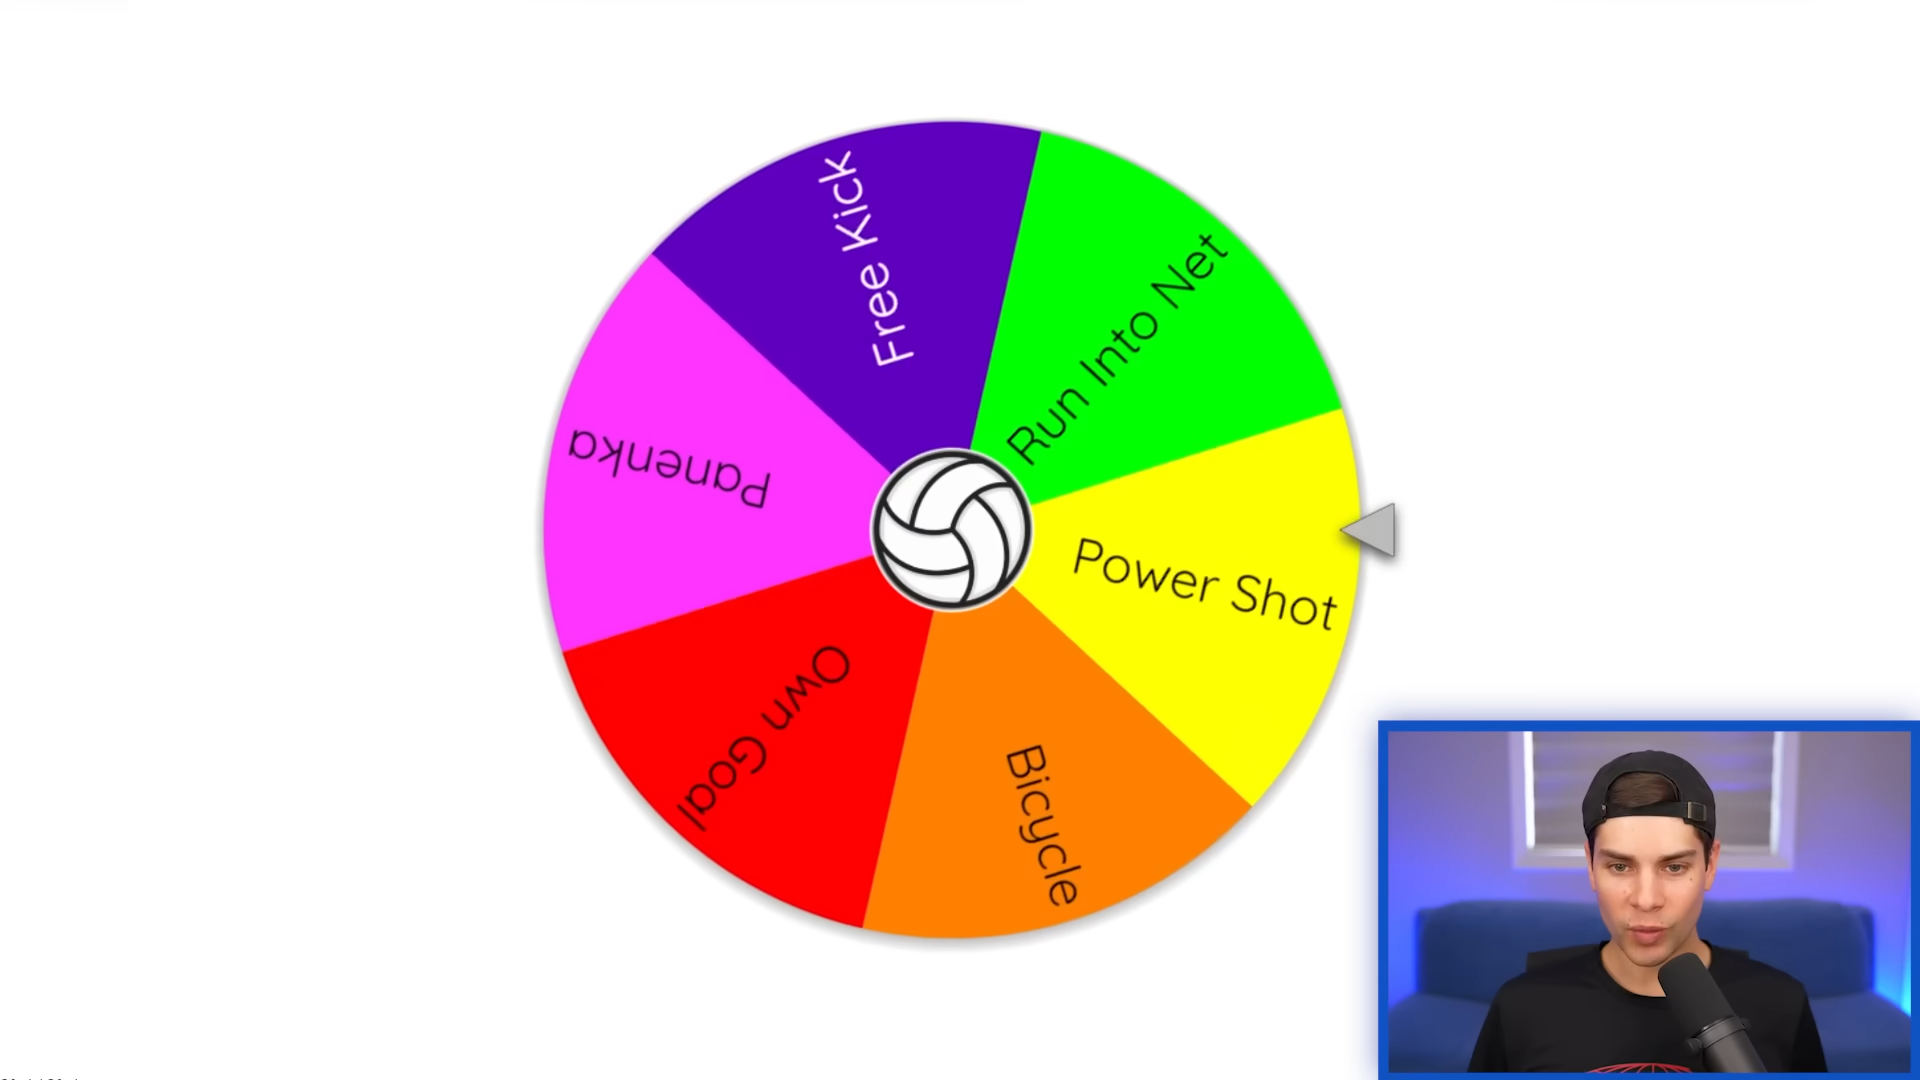 Free Kick
Run Into Net
Panenka
Power Shot
Own Goal
Bicycle